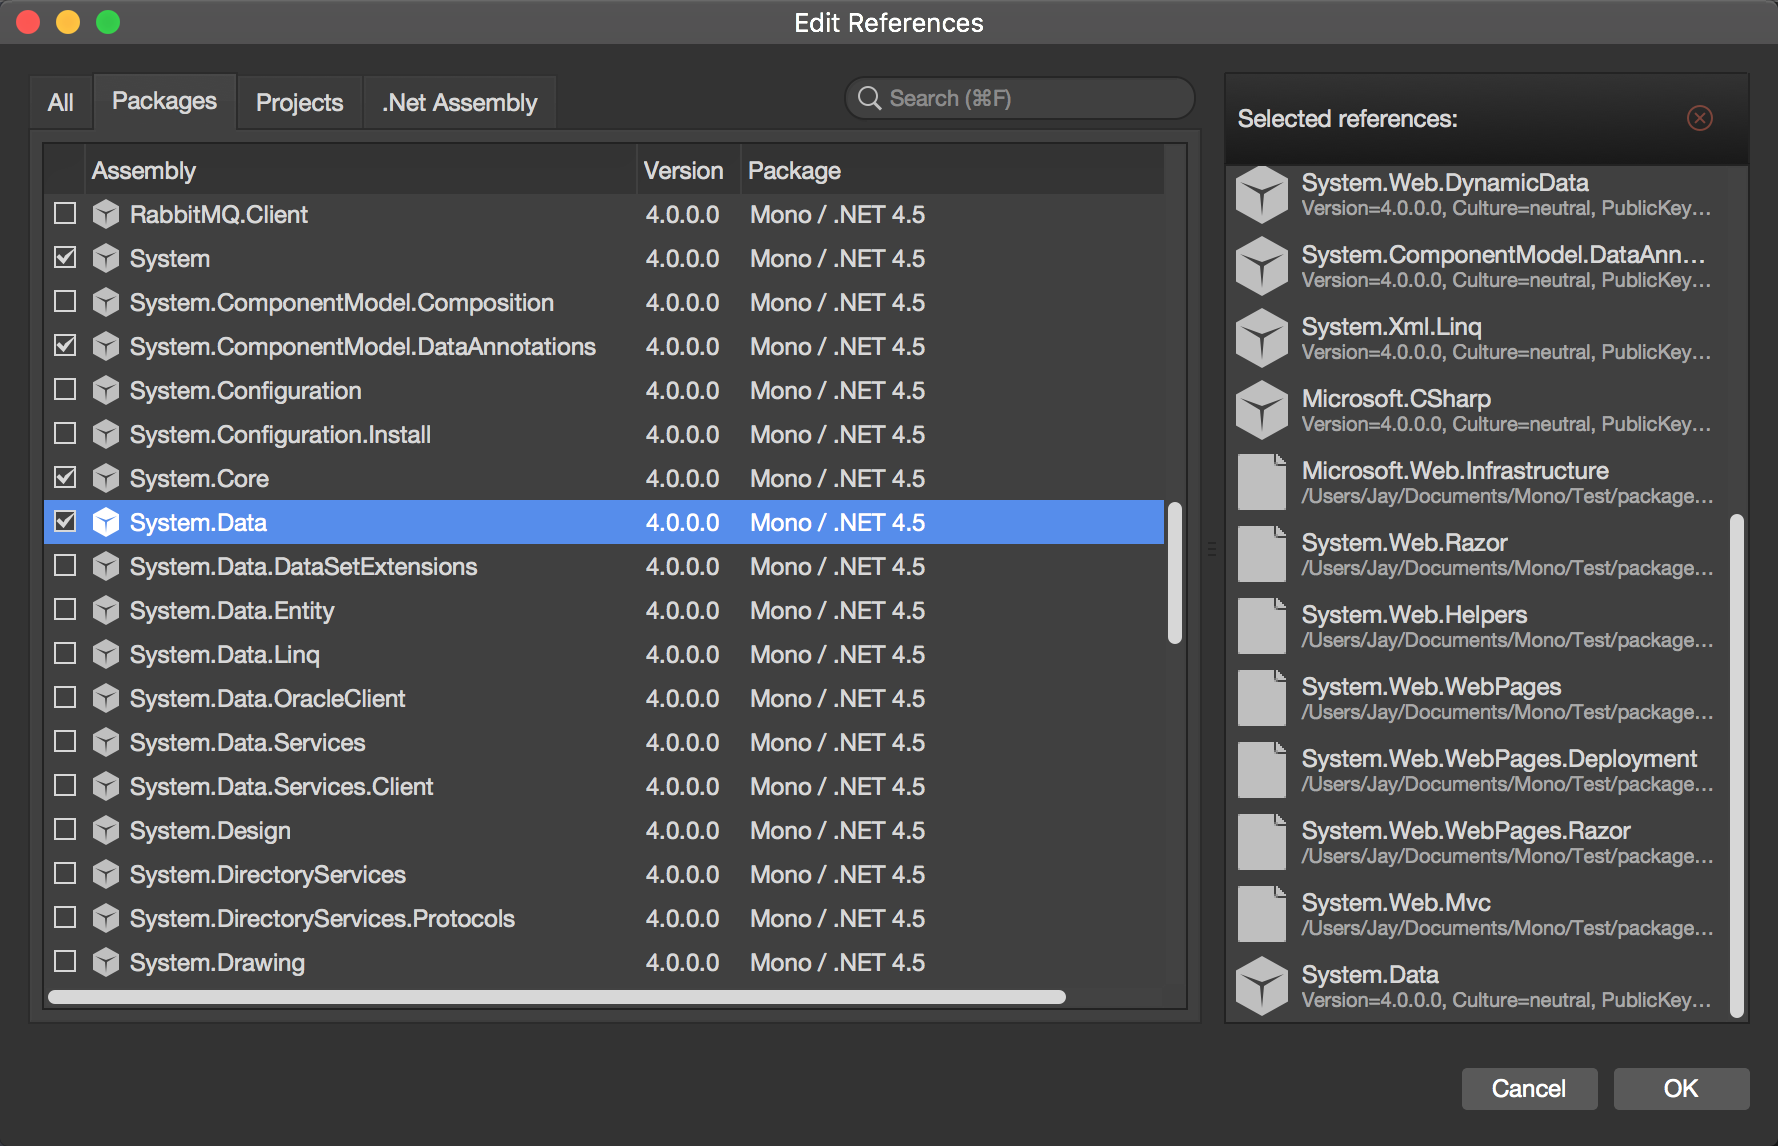 Edit References
All
Packages
Projects
.Net Assembly
Search (⌘F)
Assembly Version Package
RabbitMQ.Client 4.0.0.0 Mono / .NET 4.5
System 4.0.0.0 Mono / .NET 4.5
System.ComponentModel.Composition 4.0.0.0 Mono / .NET 4.5
System.ComponentModel.DataAnnotations 4.0.0.0 Mono / .NET 4.5
System.Configuration 4.0.0.0 Mono / .NET 4.5
System.Configuration.Install 4.0.0.0 Mono / .NET 4.5
System.Core 4.0.0.0 Mono / .NET 4.5
System.Data 4.0.0.0 Mono / .NET 4.5
System.Data.DataSetExtensions 4.0.0.0 Mono / .NET 4.5
System.Data.Entity 4.0.0.0 Mono / .NET 4.5
System.Data.Linq 4.0.0.0 Mono / .NET 4.5
System.Data.OracleClient 4.0.0.0 Mono / .NET 4.5
System.Data.Services 4.0.0.0 Mono / .NET 4.5
System.Data.Services.Client 4.0.0.0 Mono / .NET 4.5
System.Design 4.0.0.0 Mono / .NET 4.5
System.DirectoryServices 4.0.0.0 Mono / .NET 4.5
System.DirectoryServices.Protocols 4.0.0.0 Mono / .NET 4.5
System.Drawing 4.0.0.0 Mono / .NET 4.5
Selected references:
System.Web.DynamicData
Version=4.0.0.0, Culture=neutral, PublicKey...
System.ComponentModel.DataAnn...
Version=4.0.0.0, Culture=neutral, PublicKey...
System.Xml.Linq
Version=4.0.0.0, Culture=neutral, PublicKey...
Microsoft.CSharp
Version=4.0.0.0, Culture=neutral, PublicKey...
Microsoft.Web.Infrastructure
/Users/Jay/Documents/Mono/Test/package...
System.Web.Razor
/Users/Jay/Documents/Mono/Test/package...
System.Web.Helpers
/Users/Jay/Documents/Mono/Test/package...
System.Web.WebPages
/Users/Jay/Documents/Mono/Test/package...
System.Web.WebPages.Deployment
/Users/Jay/Documents/Mono/Test/package...
System.Web.WebPages.Razor
/Users/Jay/Documents/Mono/Test/package...
System.Web.Mvc
/Users/Jay/Documents/Mono/Test/package...
System.Data
Version=4.0.0.0, Culture=neutral, PublicKey...
Cancel
OK